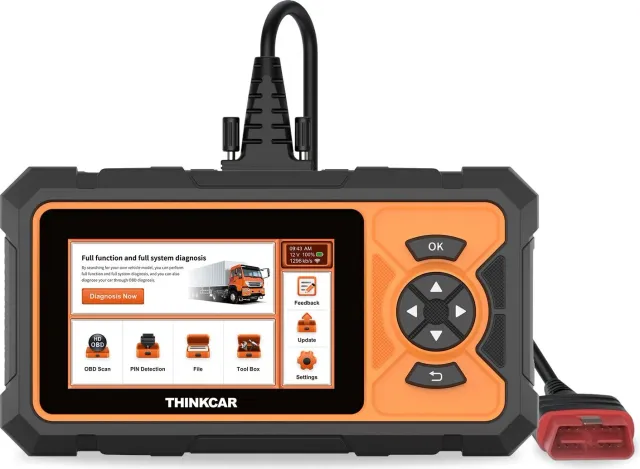 Full function and full system diagnosis
By searching for your own vehicle model, you can perform
full function and full system diagnosis, and you can also
diagnose your car through OBD diagnosis.
Diagnosis Now
09:43 AM
12 V 100%
1296 kb/s
Feedback
Update
Settings
HD
OBD
OBD Scan
PIN Detection
File
Tool Box
THINKCAR
OK